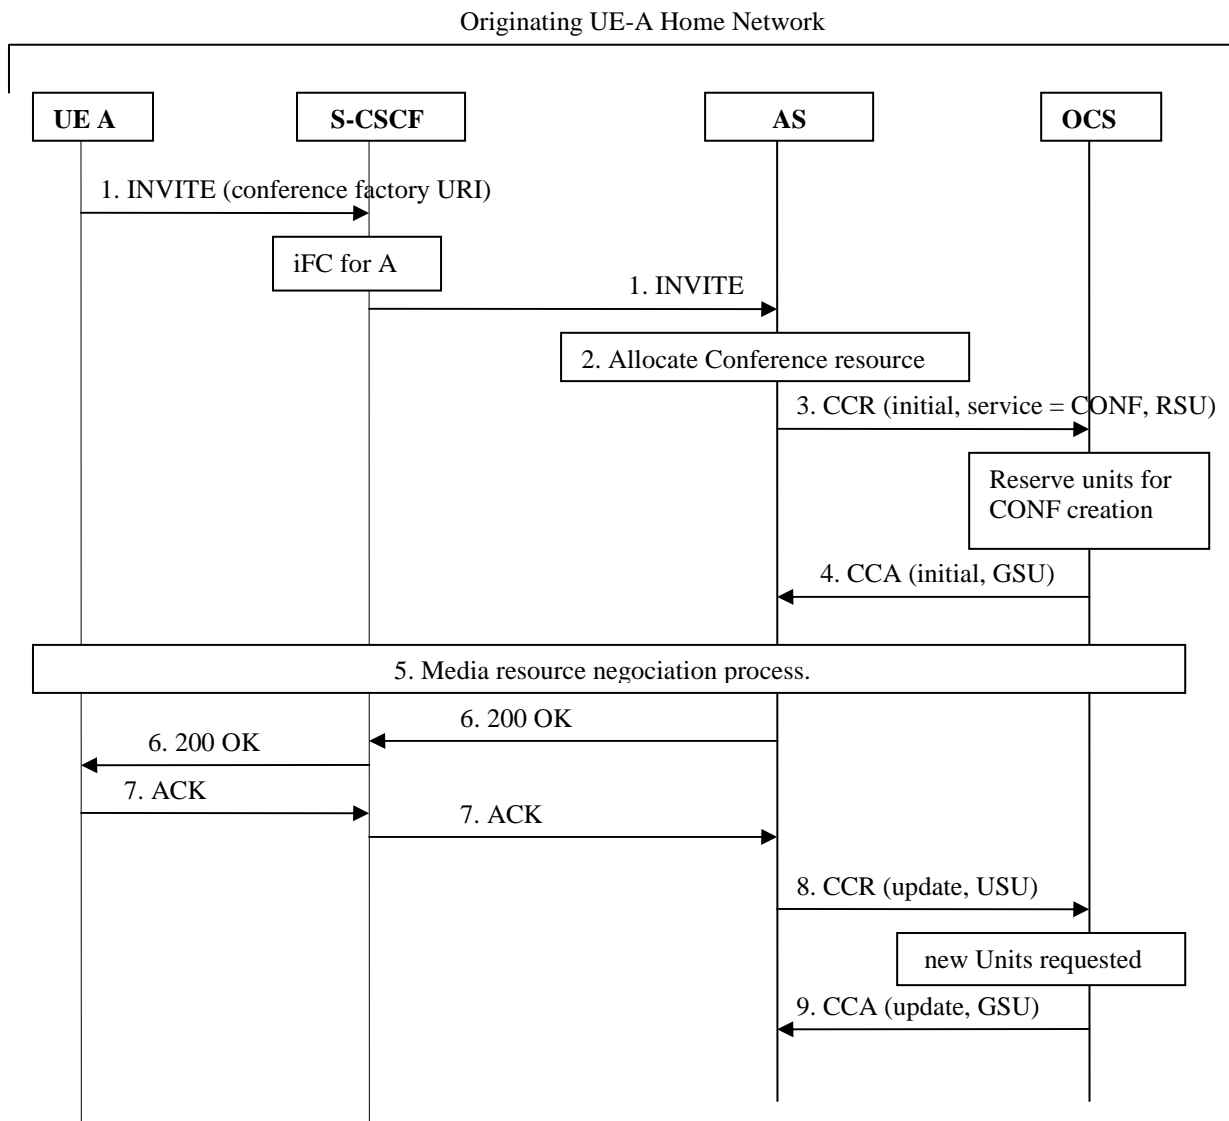 Originating UE-A Home Network
UE A
S-CSCF
AS
OCS
1. INVITE (conference factory URI)
iFC for A
1. INVITE
2. Allocate Conference resource
3. CCR (initial, service = CONF, RSU)
Reserve units for
CONF creation
4. CCA (initial, GSU)
5. Media resource negociation process.
6. 200 OK
6. 200 OK
7. ACK
7. ACK
8. CCR (update, USU)
new Units requested
9. CCA (update, GSU)